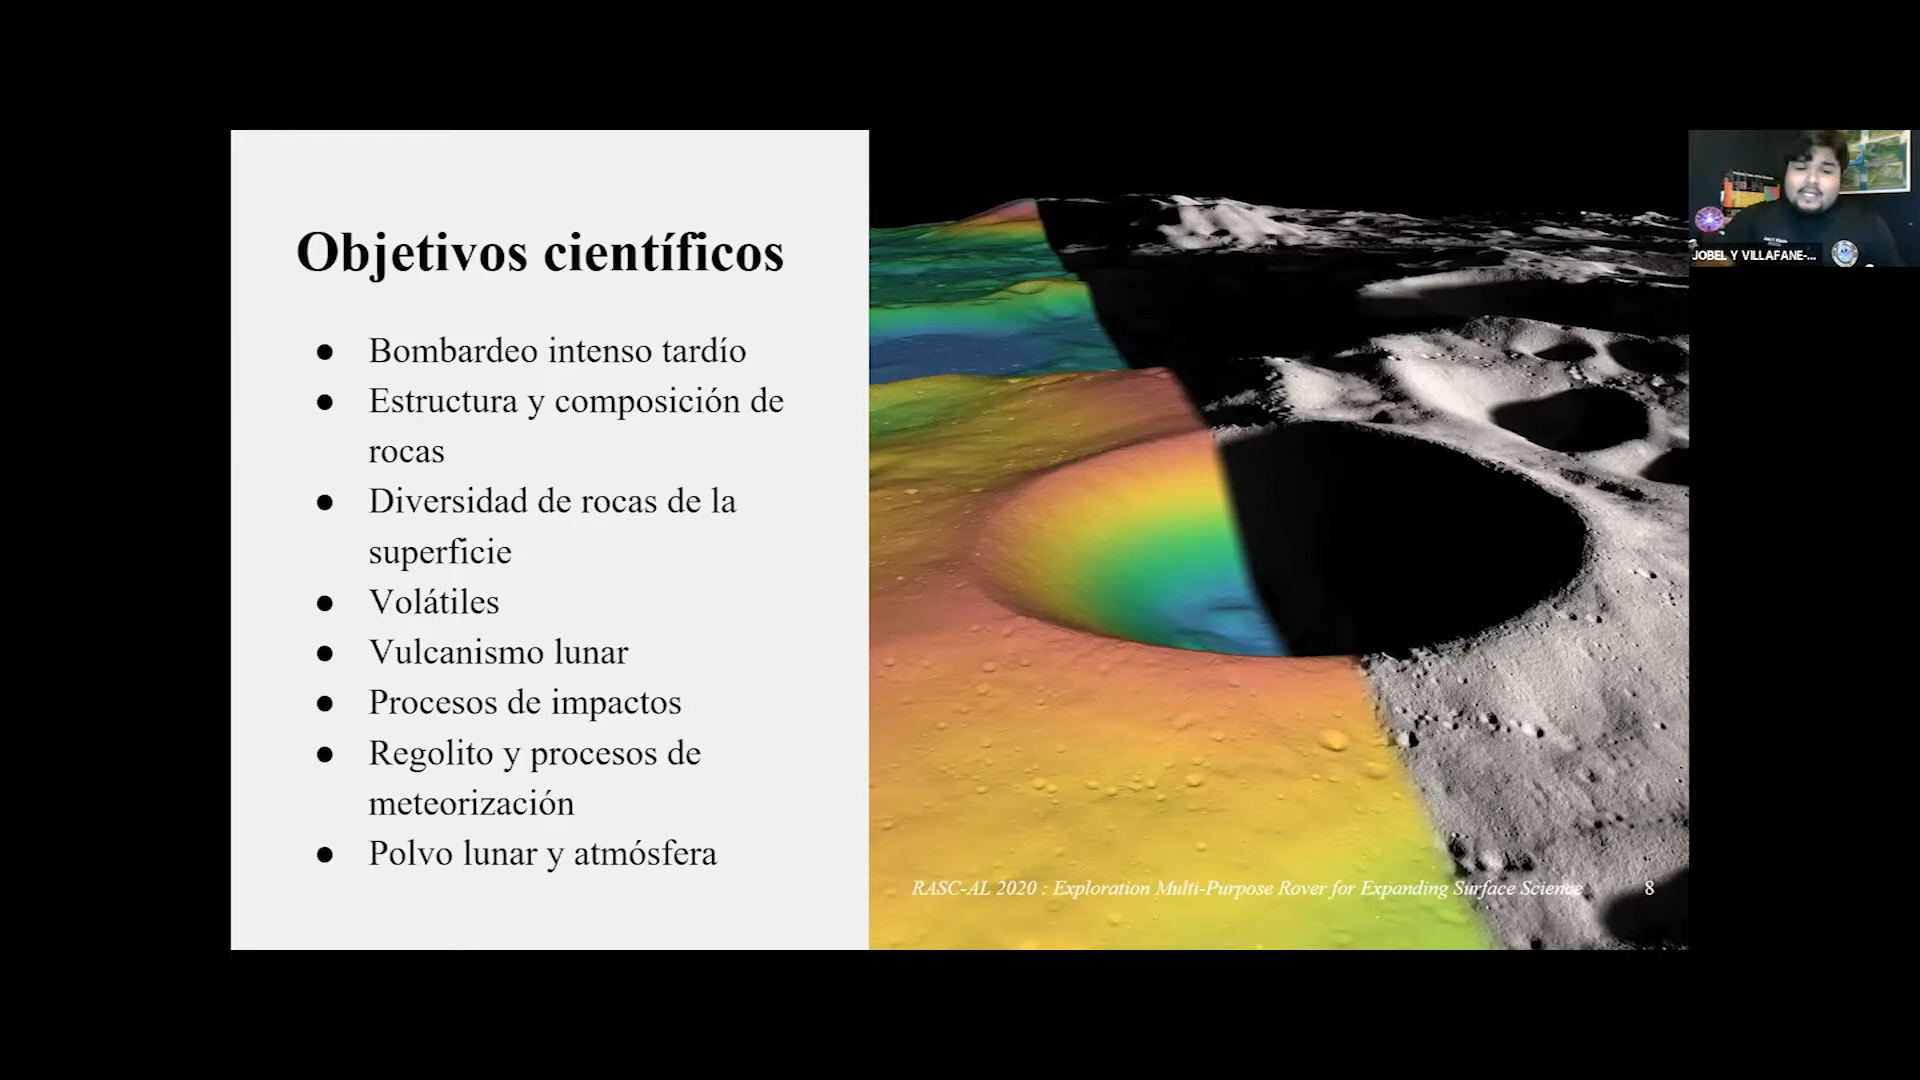 Objetivos científicos
● Bombardeo intenso tardío
● Estructura y composición de
rocas
● Diversidad de rocas de la
superficie
● Volátiles
● Vulcanismo lunar
● Procesos de impactos
● Regolito y procesos de
meteorización
● Polvo lunar y atmósfera
RASC-AL 2020 : Exploration Multi-Purpose Rover for Expanding Surface Science
8
JOBEL Y VILLAFANE-...